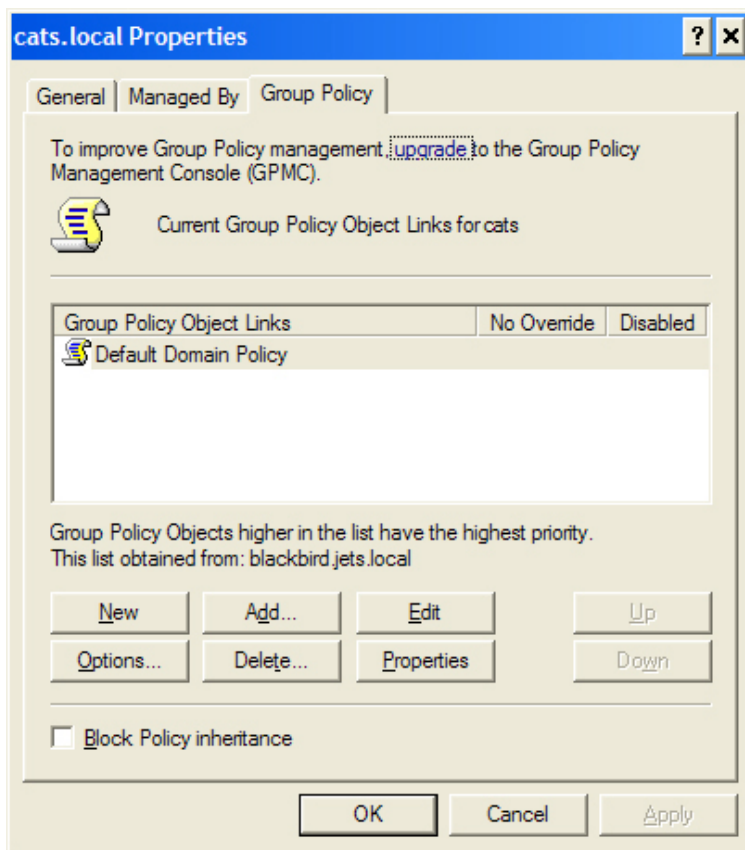 cats.local Properties
General Managed By Group Policy
To improve Group Policy management, upgrade to the Group Policy
Management Console (GPMC).
Current Group Policy Object Links for cats
Group Policy Object Links No Override Disabled
Default Domain Policy
Group Policy Objects higher in the list have the highest priority.
This list obtained from: blackbird.jets.local
New Add... Edit Up
Options... Delete... Properties Down
Block Policy inheritance
OK Cancel Apply